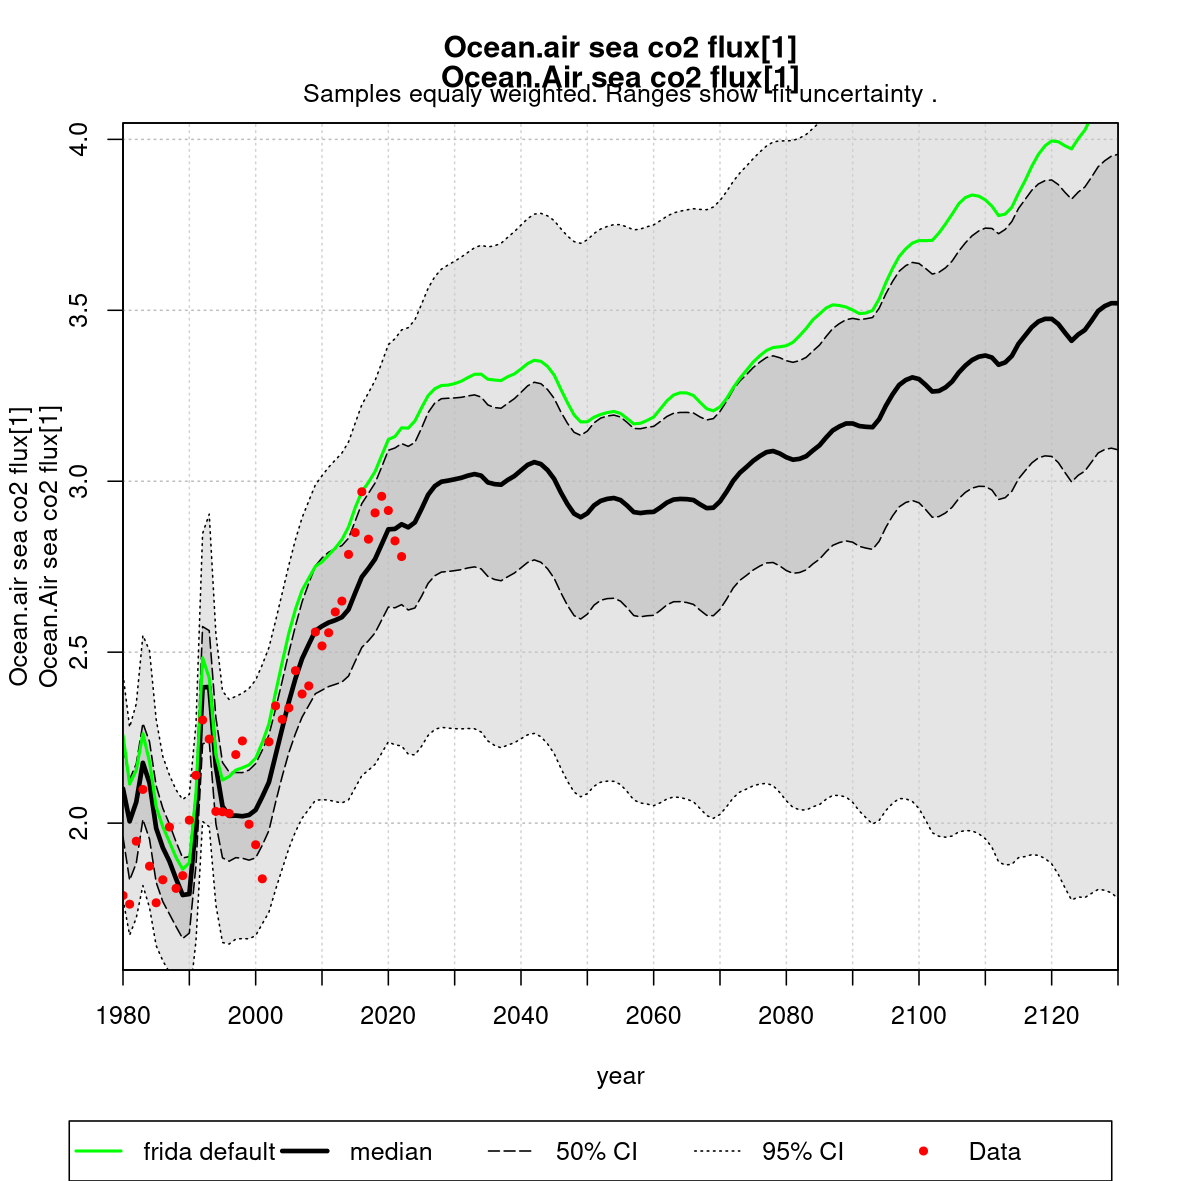 Ocean.air sea co2 flux[1]
Ocean.Air sea co2 flux[1]
Samples equaly weighted. Ranges show 'fit uncertainty .
Ocean.air sea co2 flux[1]
Ocean.Air sea co2 flux[1]
4.0
3.5
3.0
2.5
2.0
1980 2000 2020 2040 2060 2080 2100 2120
year
frida default median 50% CI 95% CI Data